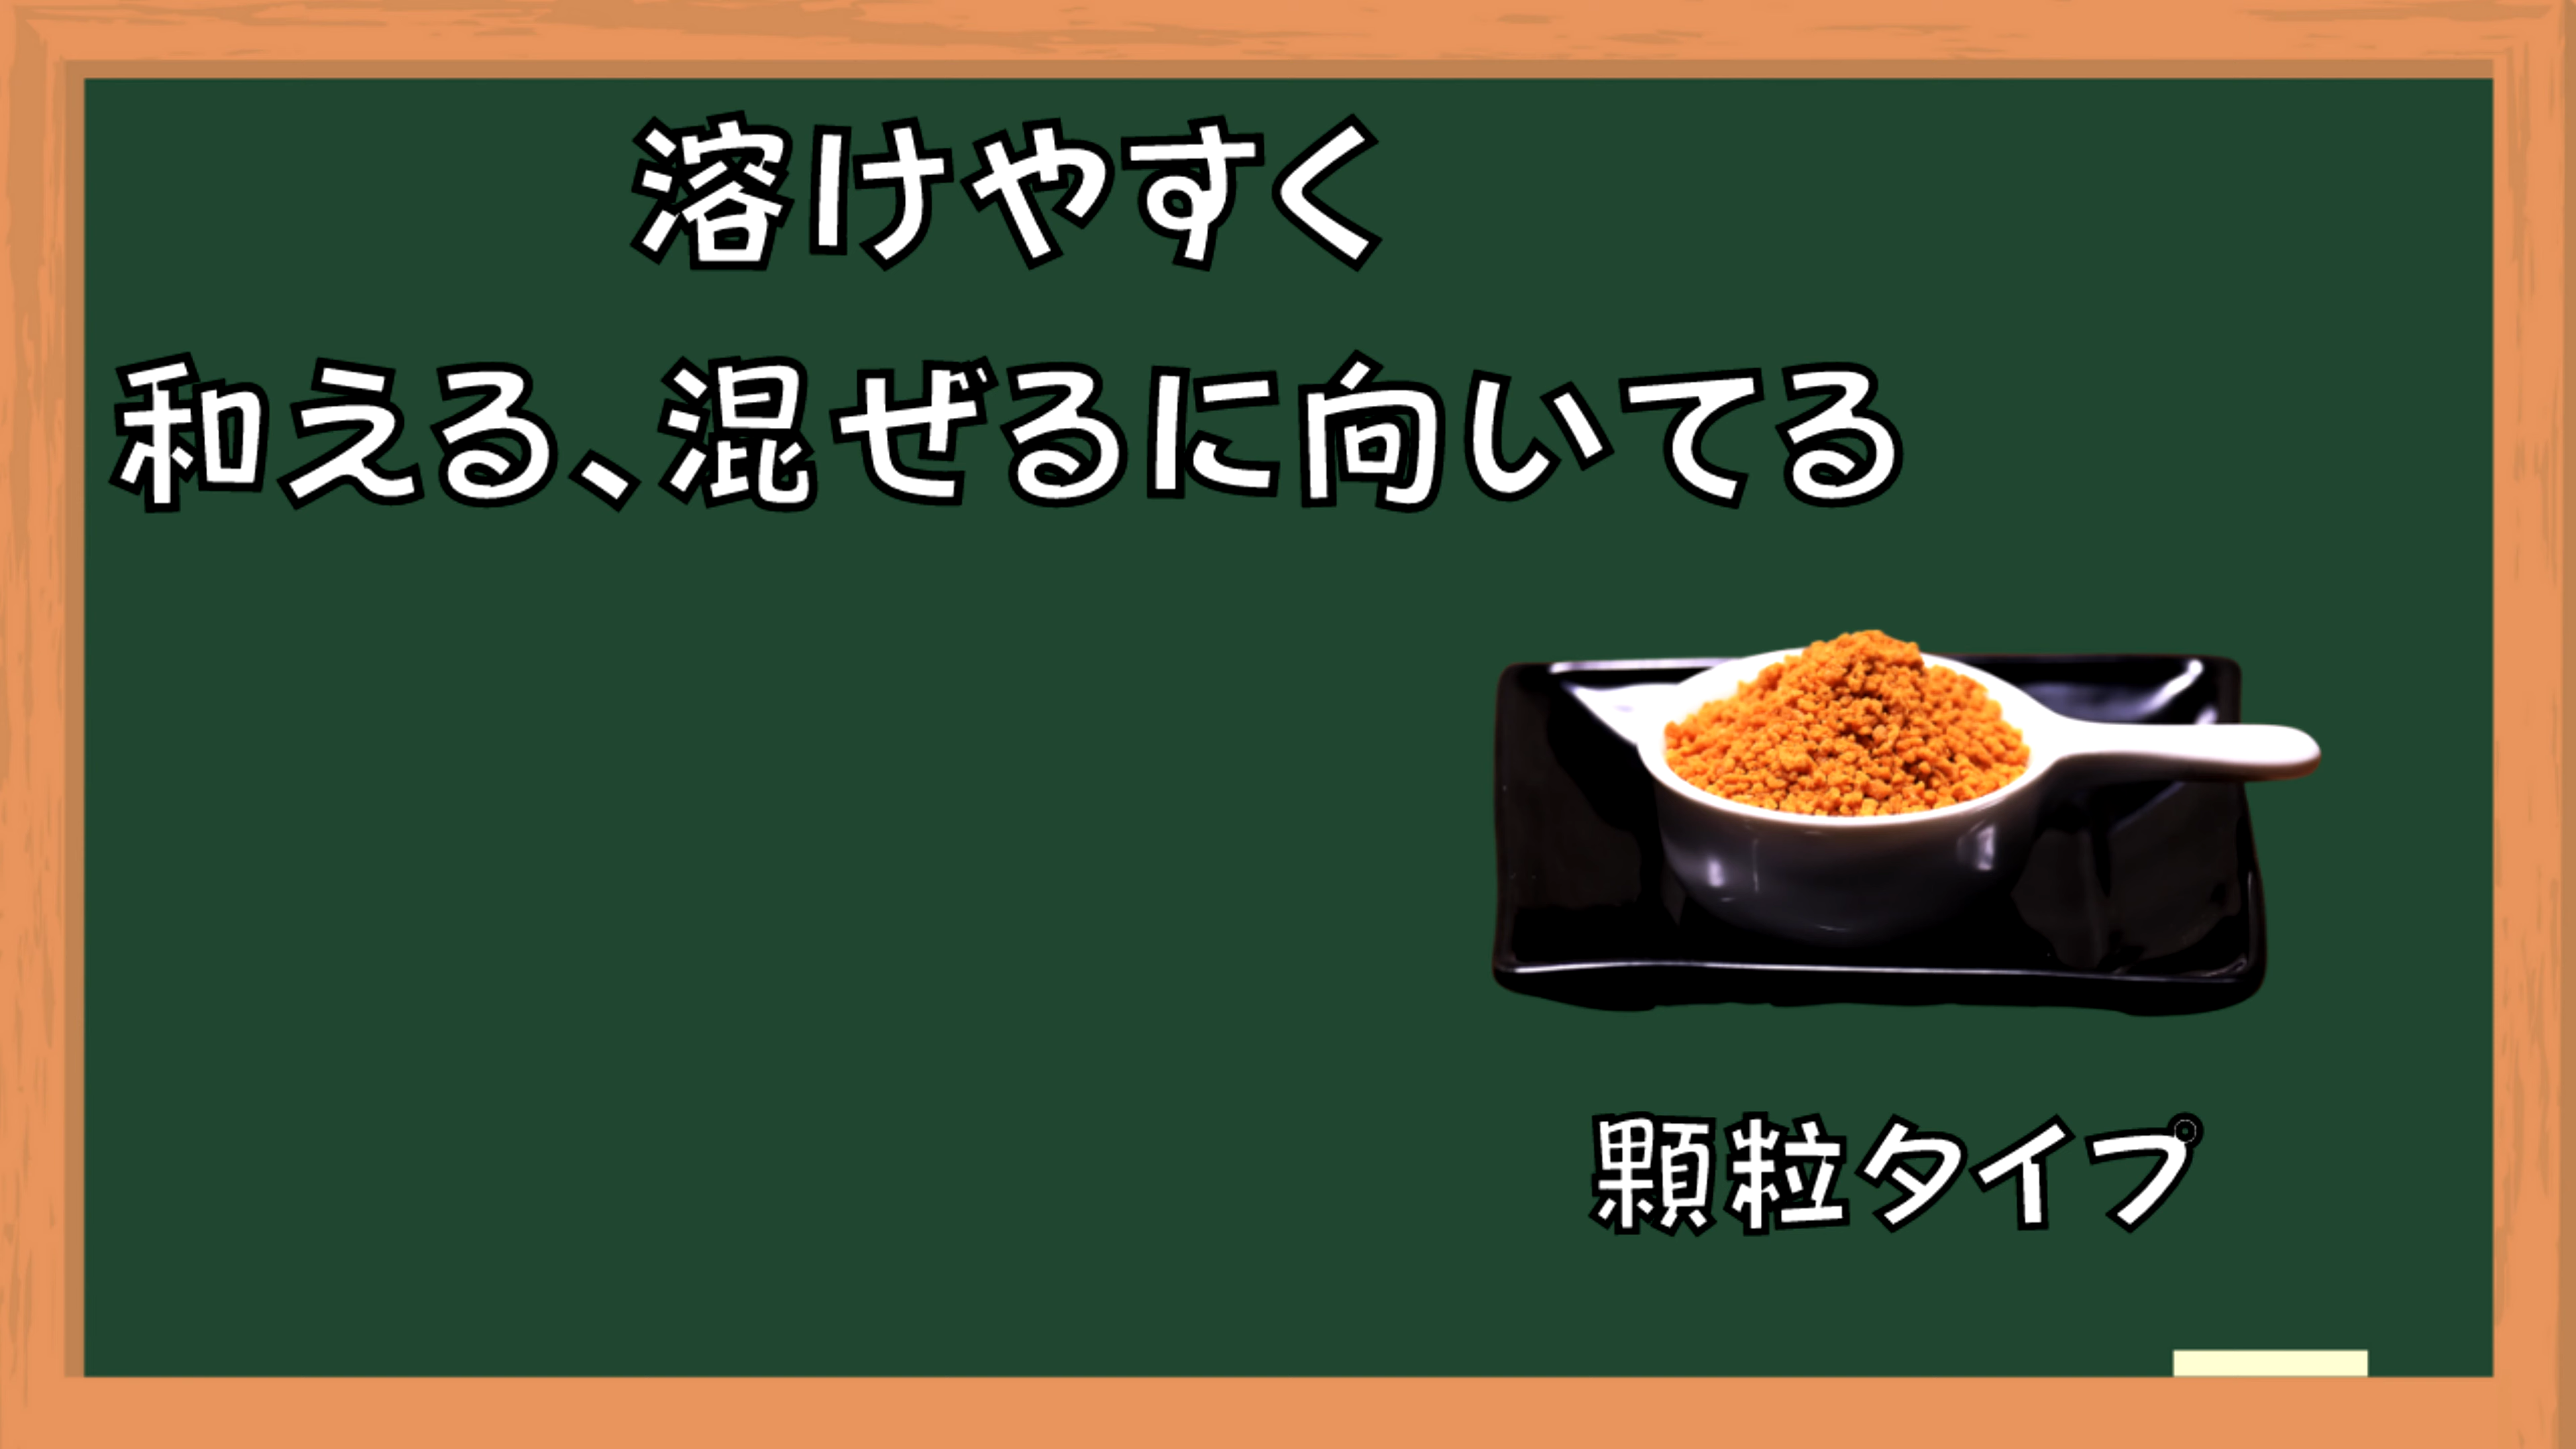 溶けやすく
和える、混ぜるに向いてる
顆粒タイプ